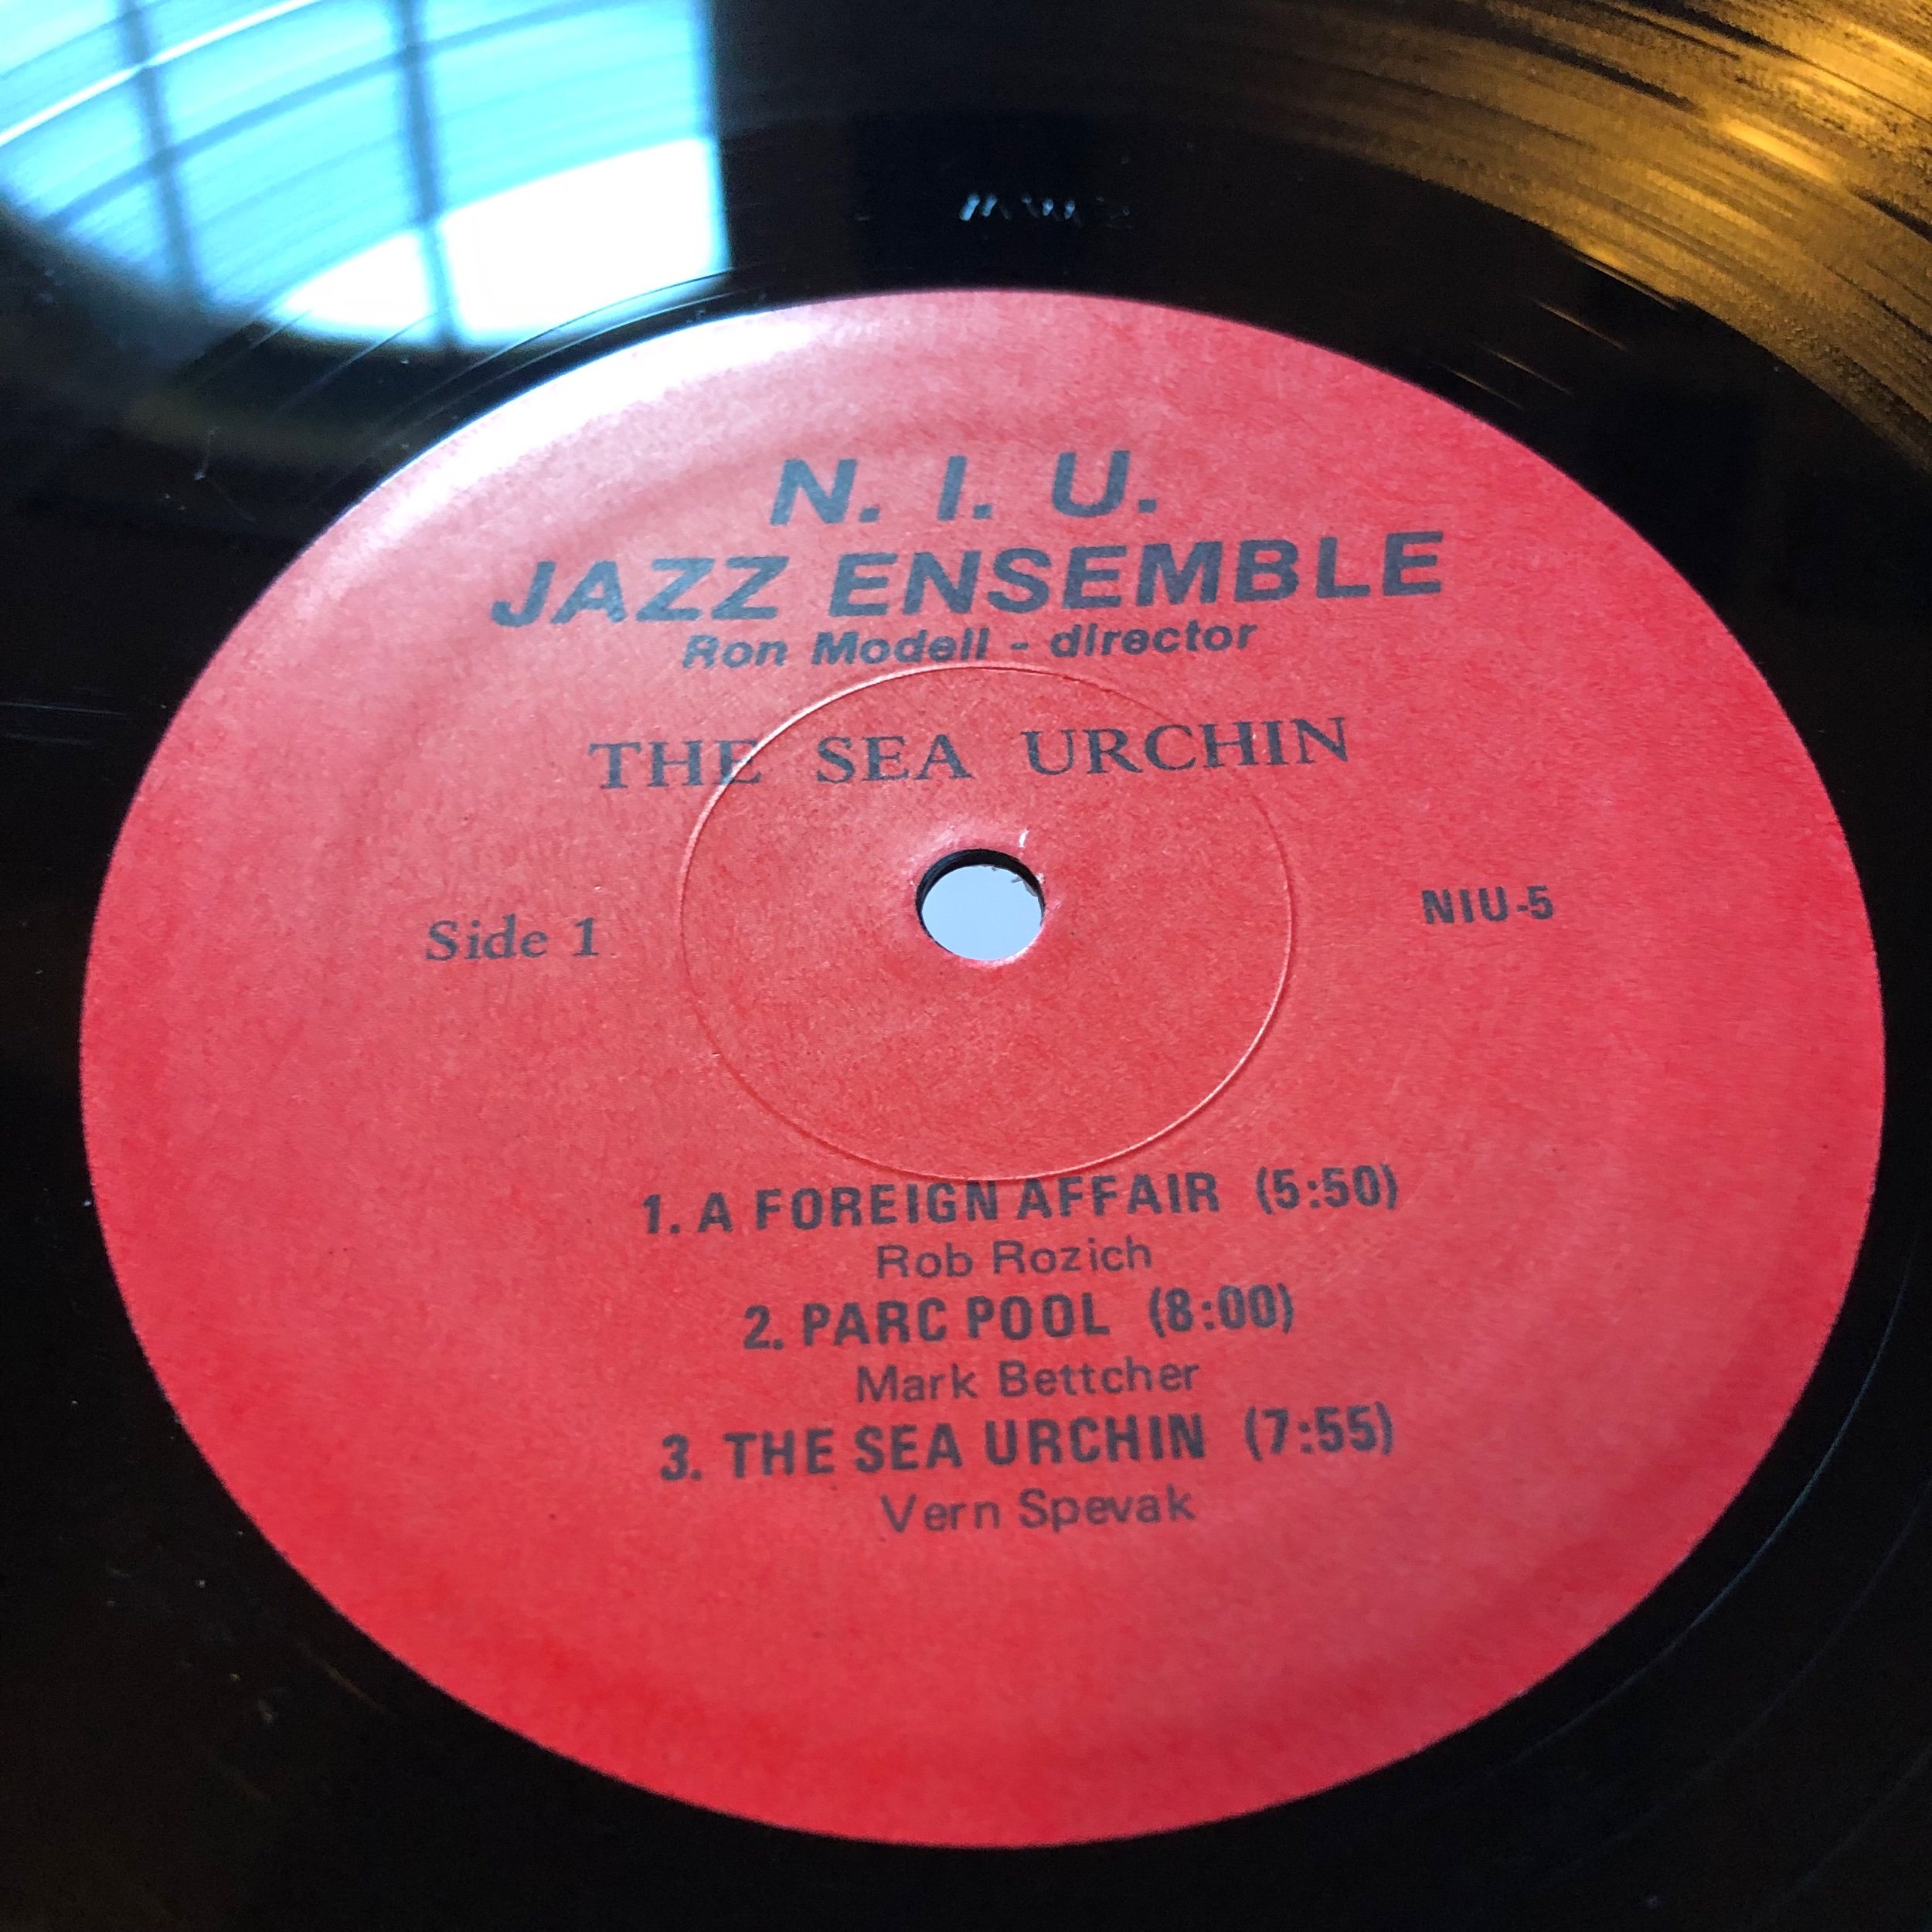 N. I. U.
JAZZ ENSEMBLE
Ron Modell - director
THE SEA URCHIN
Side 1
NIU-5
1. A FOREIGN AFFAIR (5:50)
Rob Rozich
2. PARC POOL (8:00)
Mark Bettcher
3. THE SEA URCHIN (7:55)
Vern Spevak